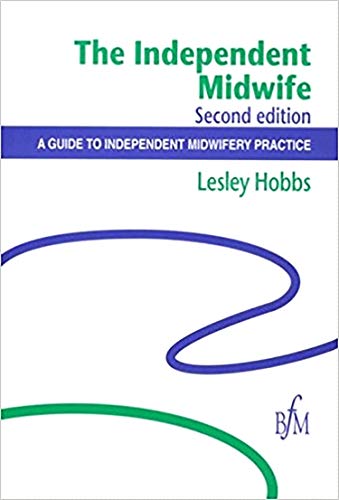 The Independent
Midwife
Second edition
A GUIDE TO INDEPENDENT MIDWIFERY PRACTICE
Lesley Hobbs
BfM